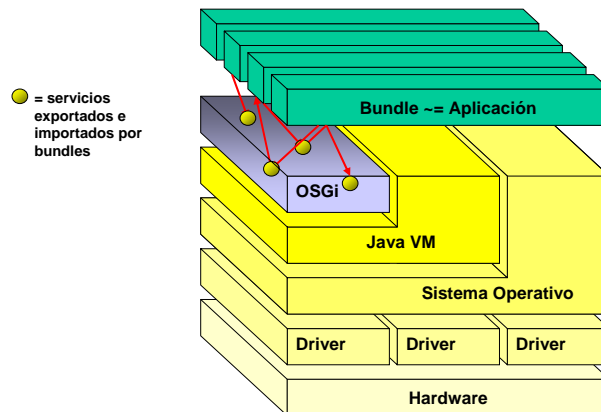 = servicios
exportados e
importados por
bundles
Bundle ~= Aplicación
OSGi
Java VM
Sistema Operativo
Driver Driver Driver
Hardware